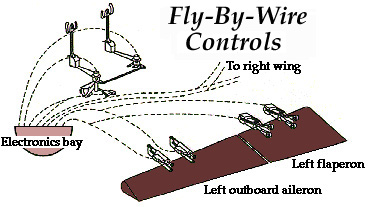 Fly-By-Wire
Controls
To right wing
Electronics bay
Left flaperon
Left outboard aileron